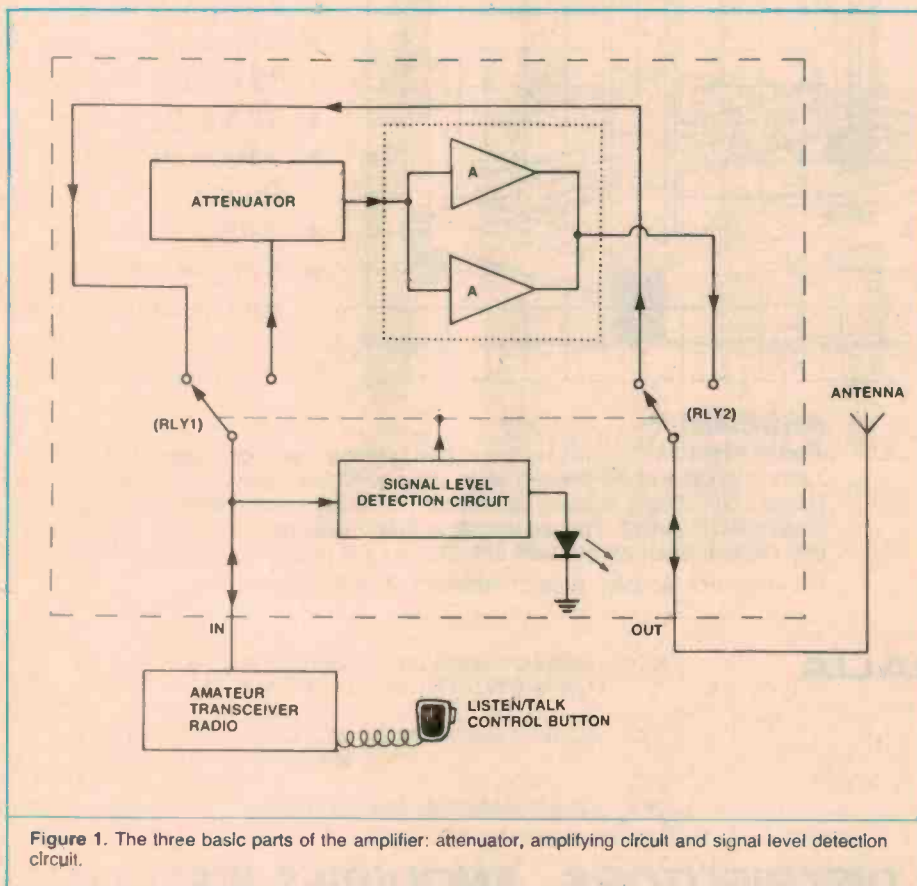 ATTENUATOR
A
A
(RLY1)
(RLY2)
ANTENNA
SIGNAL LEVEL
DETECTION CIRCUIT
IN
OUT
AMATEUR
TRANSCEIVER
RADIO
LISTEN/TALK
CONTROL BUTTON
Figure 1. The three basic parts of the amplifier: attenuator, amplifying circuit and signal level detection
circuit.